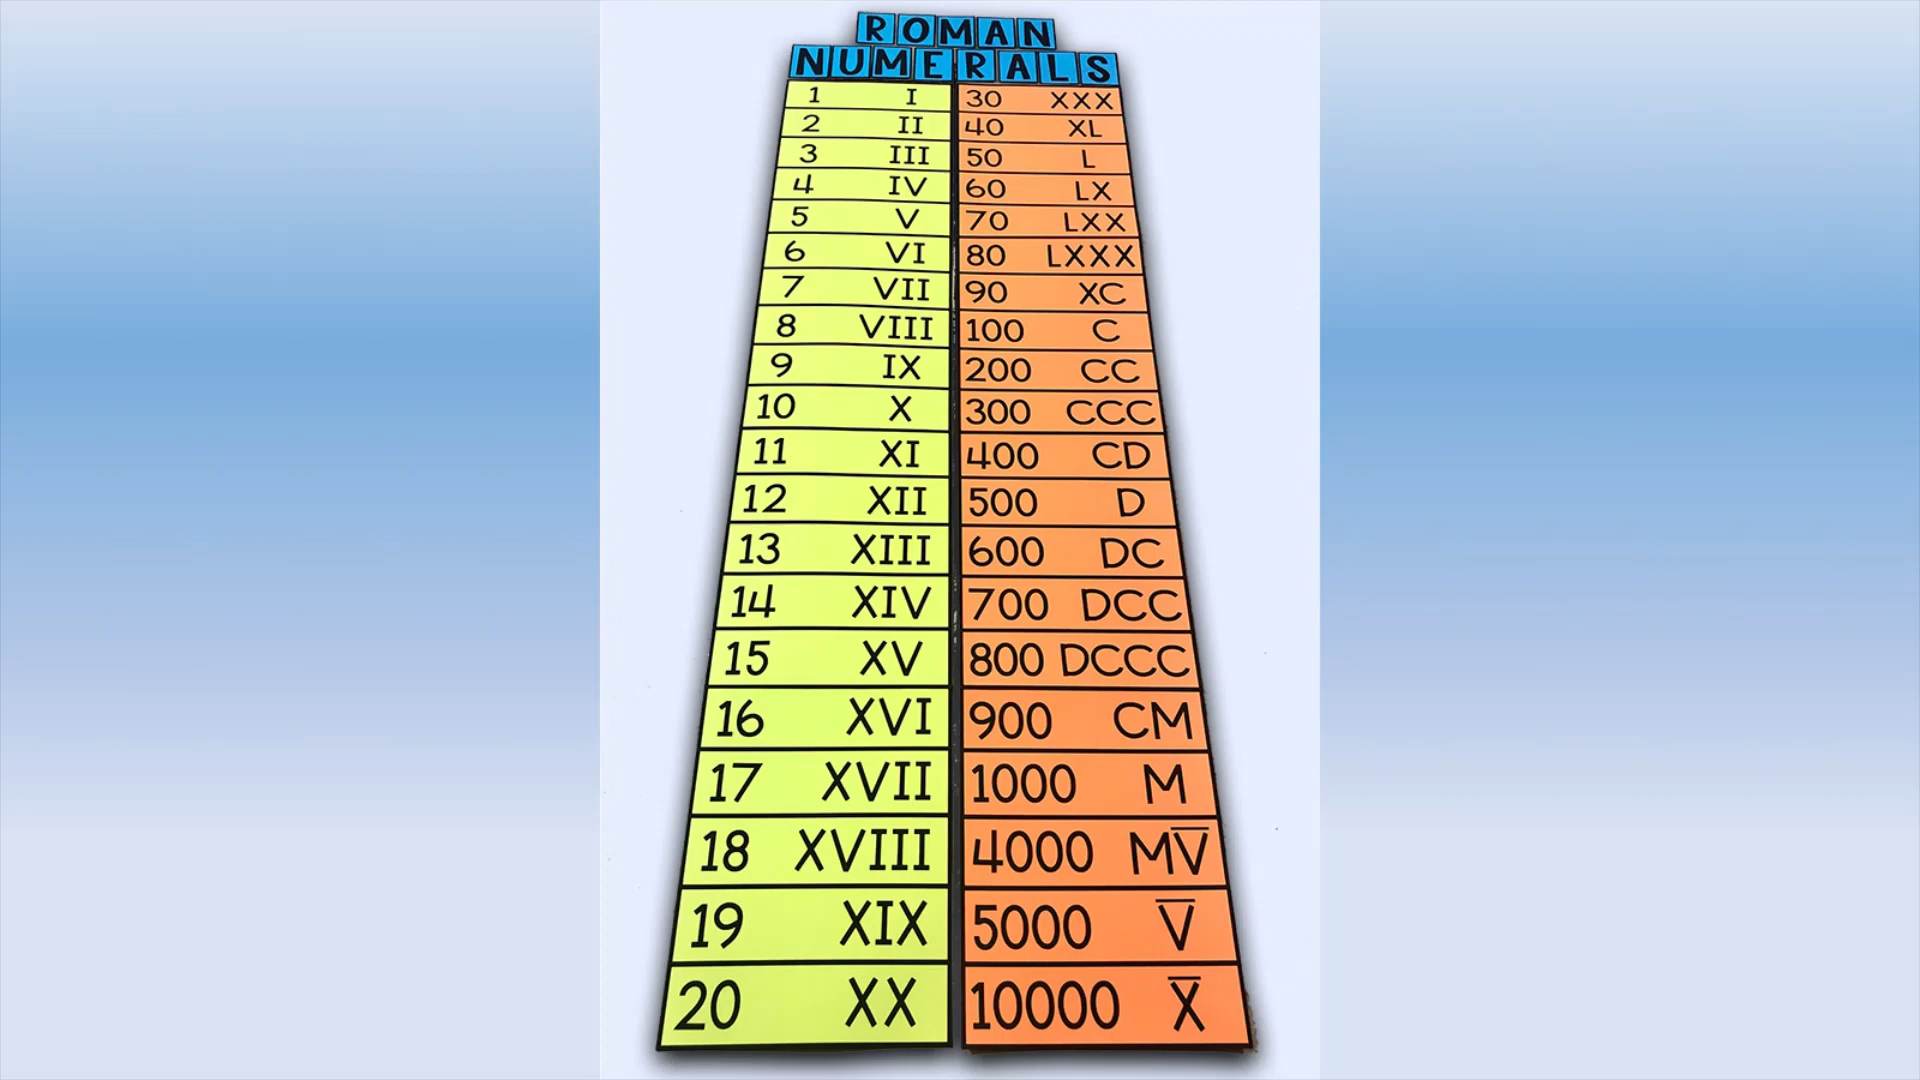 ROMAN
NUMERALS
1 I
2 II
3 III
4 IV
5 V
6 VI
7 VII
8 VIII
9 IX
10 X
11 XI
12 XII
13 XIII
14 XIV
15 XV
16 XVI
17 XVII
18 XVIII
19 XIX
20 XX
30 XXX
40 XL
50 L
60 LX
70 LXX
80 LXXX
90 XC
100 C
200 CC
300 CCC
400 CD
500 D
600 DC
700 DCC
800 DCCC
900 CM
1000 M
4000 MV̅
5000 V̅
10000 X̅